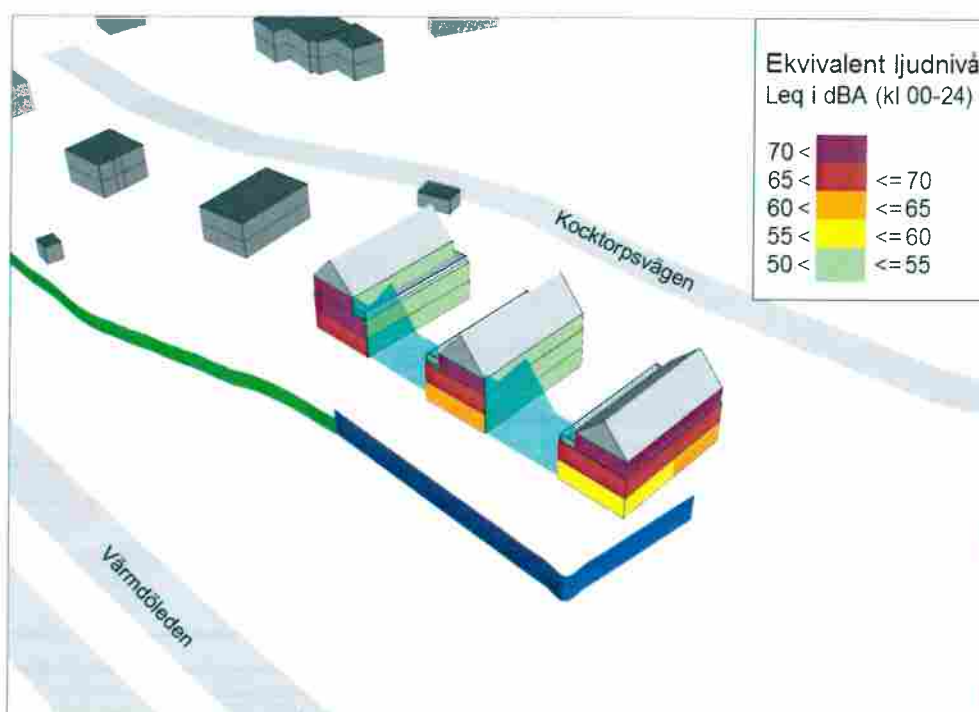 Ekvivalent ljudnivå
Leq i dBA (kl 00-24)
70 <
65 < <= 70
60 < <= 65
55 < <= 60
50 < <= 55
Kocktorpsvägen
Värmdöleden